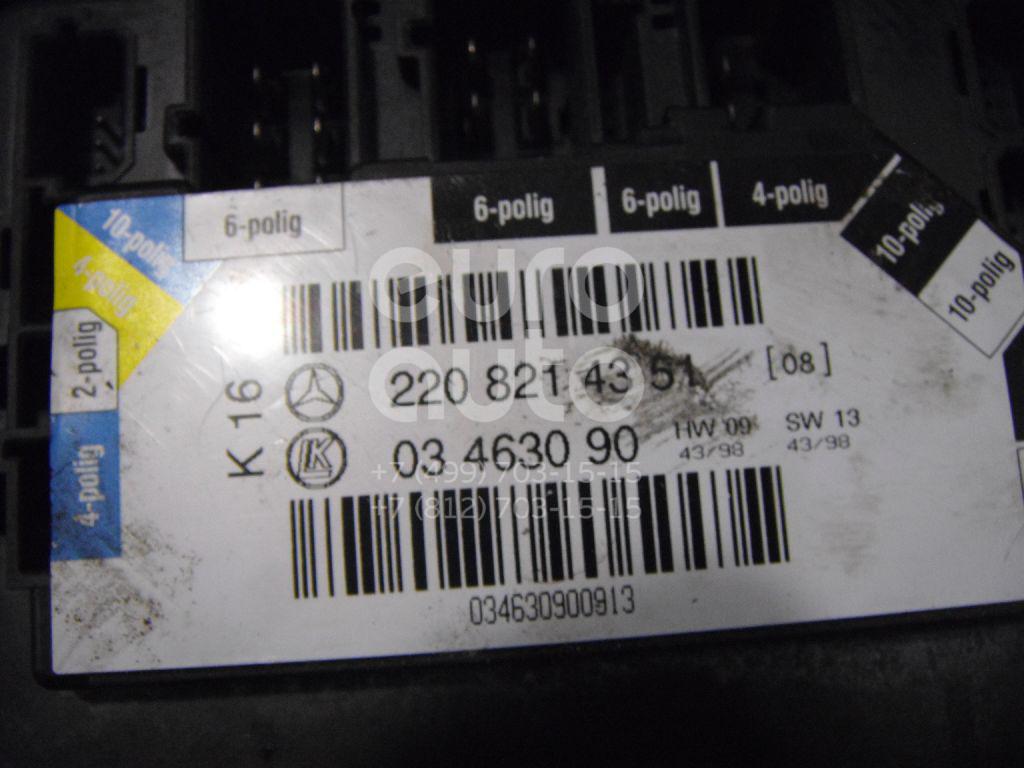 6-polig
6-polig
6-polig
4-polig
10-polig
10-polig
10-polig
4-polig
2-polig
4-polig
euro
auto
K 16
220 821 43 51 [08]
03 4630 90 HW 09 SW 13
43/98 43/98
+7 (499) 703-15-15
+7 (812) 703-15-15
034630900913